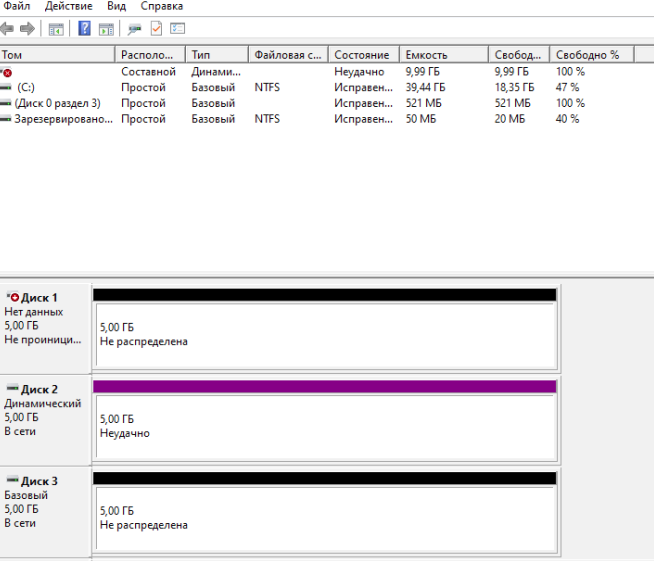 Файл Действие Вид Справка
Том Располо... Тип Файловая с... Состояние Емкость Свобод... Свободно %
Составной Динами... Неудачно 9,99 ГБ 9,99 ГБ 100 %
(C:) Простой Базовый NTFS Исправен... 39,44 ГБ 18,35 ГБ 47 %
(Диск 0 раздел 3) Простой Базовый Исправен... 521 МБ 521 МБ 100 %
Зарезервировано... Простой Базовый NTFS Исправен... 50 МБ 20 МБ 40 %
Диск 1
Нет данных
5,00 ГБ
Не проиници...
5,00 ГБ
Не распределена
Диск 2
Динамический
5,00 ГБ
В сети
5,00 ГБ
Неудачно
Диск 3
Базовый
5,00 ГБ
В сети
5,00 ГБ
Не распределена